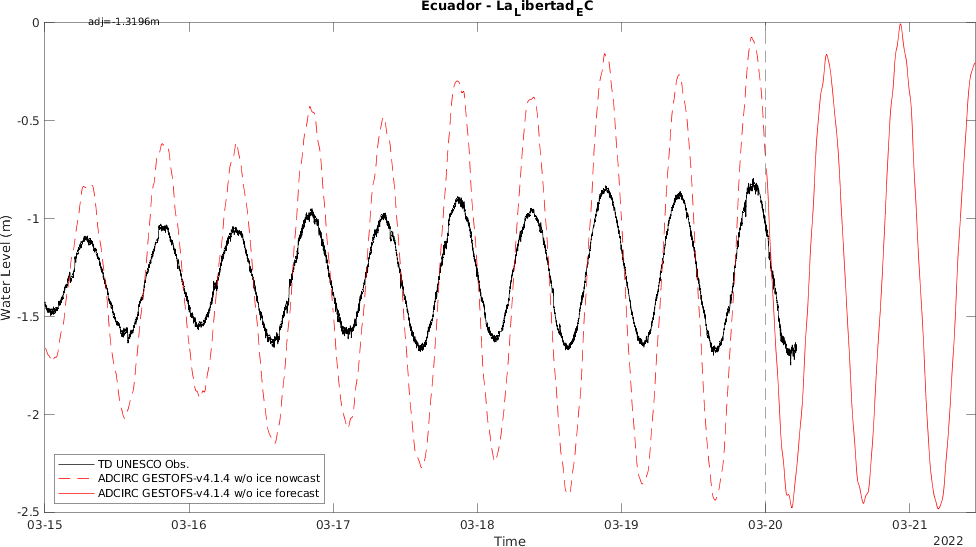 Ecuador - LaLibertadEC
adj=-1.3196m
0
-0.5
-1
-1.5
-2
-2.5
Water Level (m)
TD UNESCO Obs.
ADCIRC GESTOFS-v4.1.4 w/o ice nowcast
ADCIRC GESTOFS-v4.1.4 w/o ice forecast
03-15 03-16 03-17 03-18 03-19 03-20 03-21
Time
2022